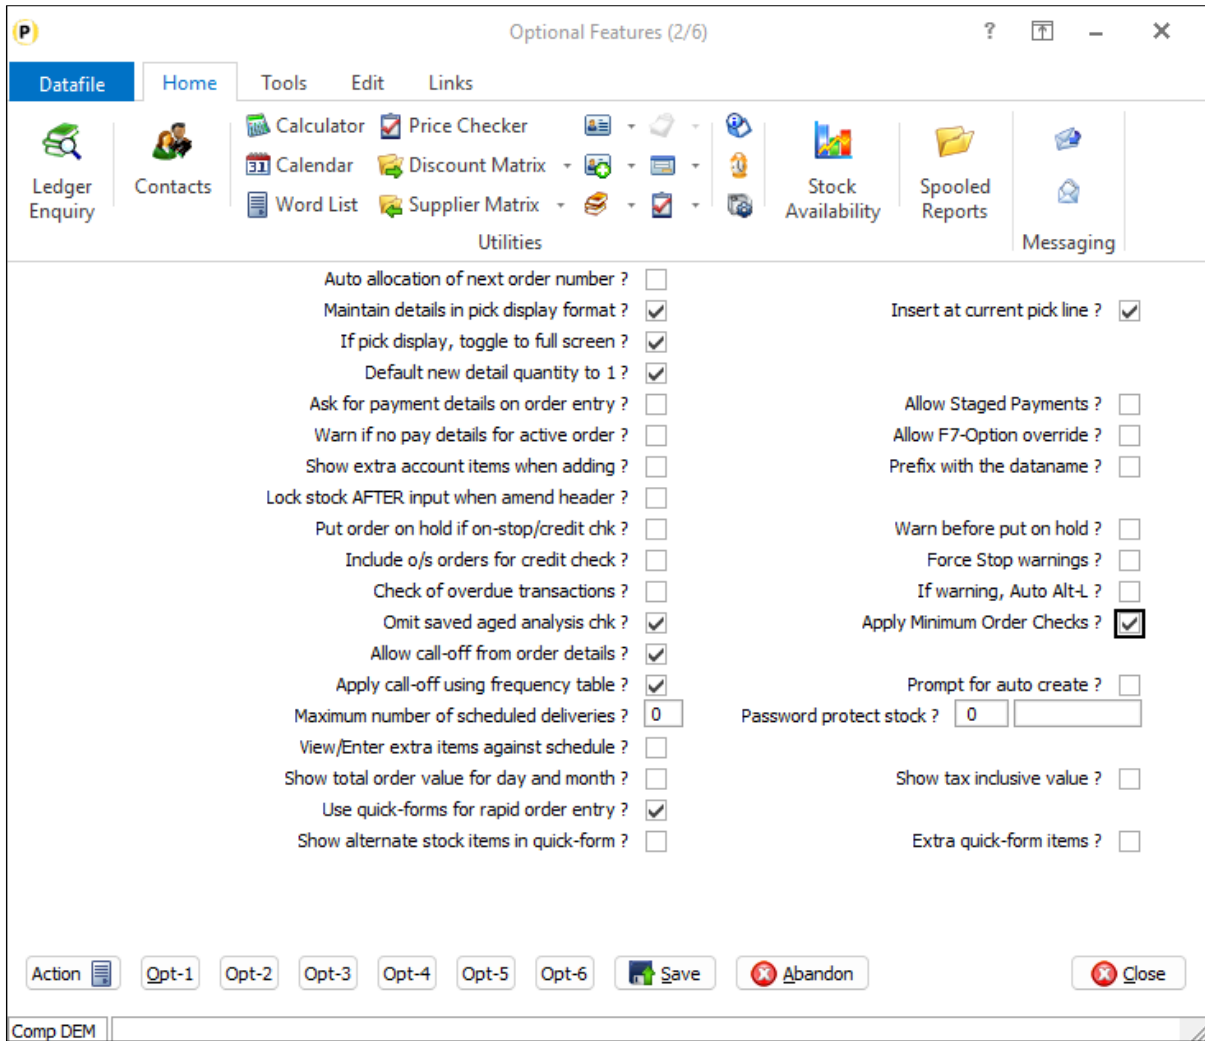 P
Optional Features (2/6)
?
Datafile Home Tools Edit Links
Calculator Price Checker
31 Calendar Discount Matrix
Word List Supplier Matrix
Ledger Enquiry
Contacts
Stock Availability
Spooled Reports
Utilities
Messaging
Auto allocation of next order number ?
Maintain details in pick display format ? Insert at current pick line ?
If pick display, toggle to full screen ?
Default new detail quantity to 1 ?
Ask for payment details on order entry ? Allow Staged Payments ?
Warn if no pay details for active order ? Allow F7-Option override ?
Show extra account items when adding ? Prefix with the dataname ?
Lock stock AFTER input when amend header ?
Put order on hold if on-stop/credit chk ? Warn before put on hold ?
Include o/s orders for credit check ? Force Stop warnings ?
Check of overdue transactions ? If warning, Auto Alt-L ?
Omit saved aged analysis chk ? Apply Minimum Order Checks ?
Allow call-off from order details ?
Apply call-off using frequency table ? Prompt for auto create ?
Maximum number of scheduled deliveries ? 0 Password protect stock ? 0
View/Enter extra items against schedule ?
Show total order value for day and month ? Show tax inclusive value ?
Use quick-forms for rapid order entry ?
Show alternate stock items in quick-form ? Extra quick-form items ?
Action Opt-1 Opt-2 Opt-3 Opt-4 Opt-5 Opt-6 Save Abandon Close
Comp DEM